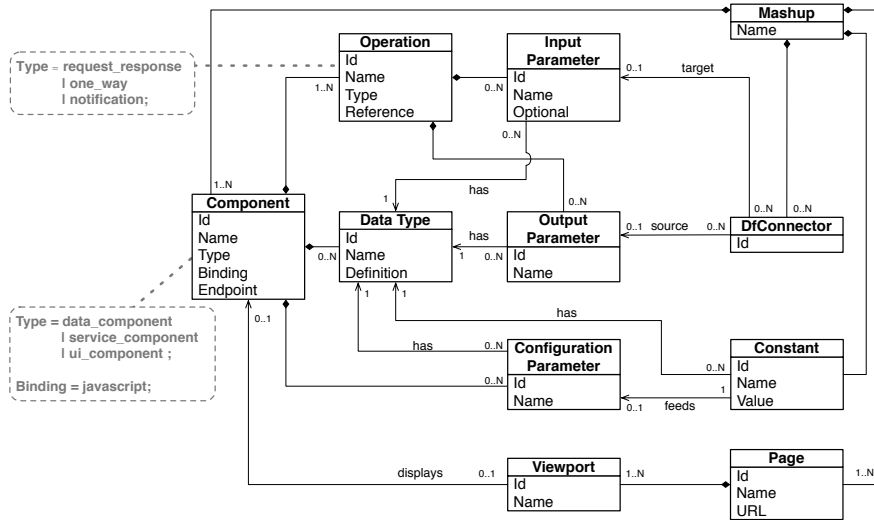 Mashup
Name
Operation
Id
Name
Type
Reference
Input
Parameter
Id
Name
Optional
Type = request_response
| one_way
| notification;
1..N
0..N
0..1
target
0..N
has
1
1..N
0..N
0..N
0..N
Component
Id
Name
Type
Binding
Endpoint
0..N
Data Type
Id
Name
Definition
has
1
0..N
Output
Parameter
Id
Name
0..1
source
0..N
DfConnector
Id
1
1
has
Type = data_component
| service_component
| ui_component ;
Binding = javascript;
0..1
has
0..N
0..N
Configuration
Parameter
Id
Name
0..N
1
feeds
0..1
Constant
Id
Name
Value
displays
0..1
Viewport
Id
Name
1..N
Page
Id
Name
URL
1..N